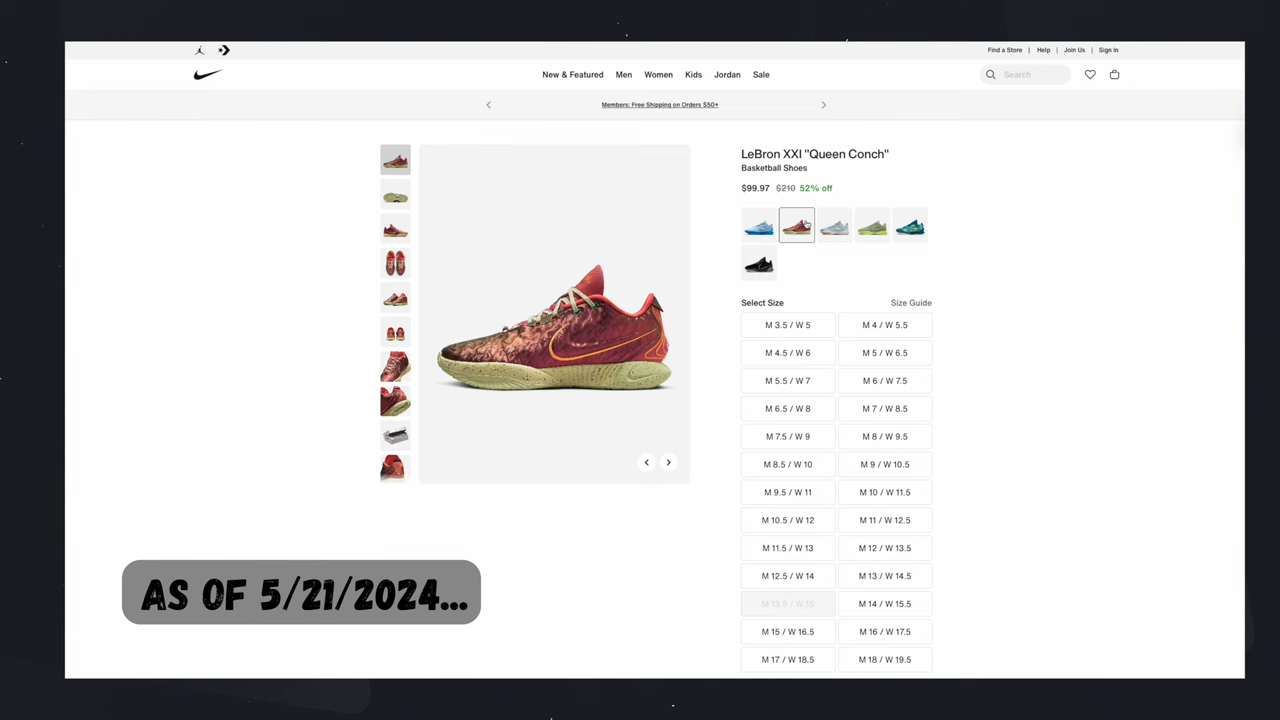 Find a Store | Help | Join Us | Sign In
New & Featured Men Women Kids Jordan Sale
Search
Members: Free Shipping on Orders $50+
LeBron XXI "Queen Conch"
Basketball Shoes
$99.97 $210 52% off
Select Size Size Guide
M 3.5 / W 5 M 4 / W 5.5
M 4.5 / W 6 M 5 / W 6.5
M 5.5 / W 7 M 6 / W 7.5
M 6.5 / W 8 M 7 / W 8.5
M 7.5 / W 9 M 8 / W 9.5
M 8.5 / W 10 M 9 / W 10.5
M 9.5 / W 11 M 10 / W 11.5
M 10.5 / W 12 M 11 / W 12.5
M 11.5 / W 13 M 12 / W 13.5
M 12.5 / W 14 M 13 / W 14.5
M 13.5 / W 15 M 14 / W 15.5
M 15 / W 16.5 M 16 / W 17.5
M 17 / W 18.5 M 18 / W 19.5
AS OF 5/21/2024...